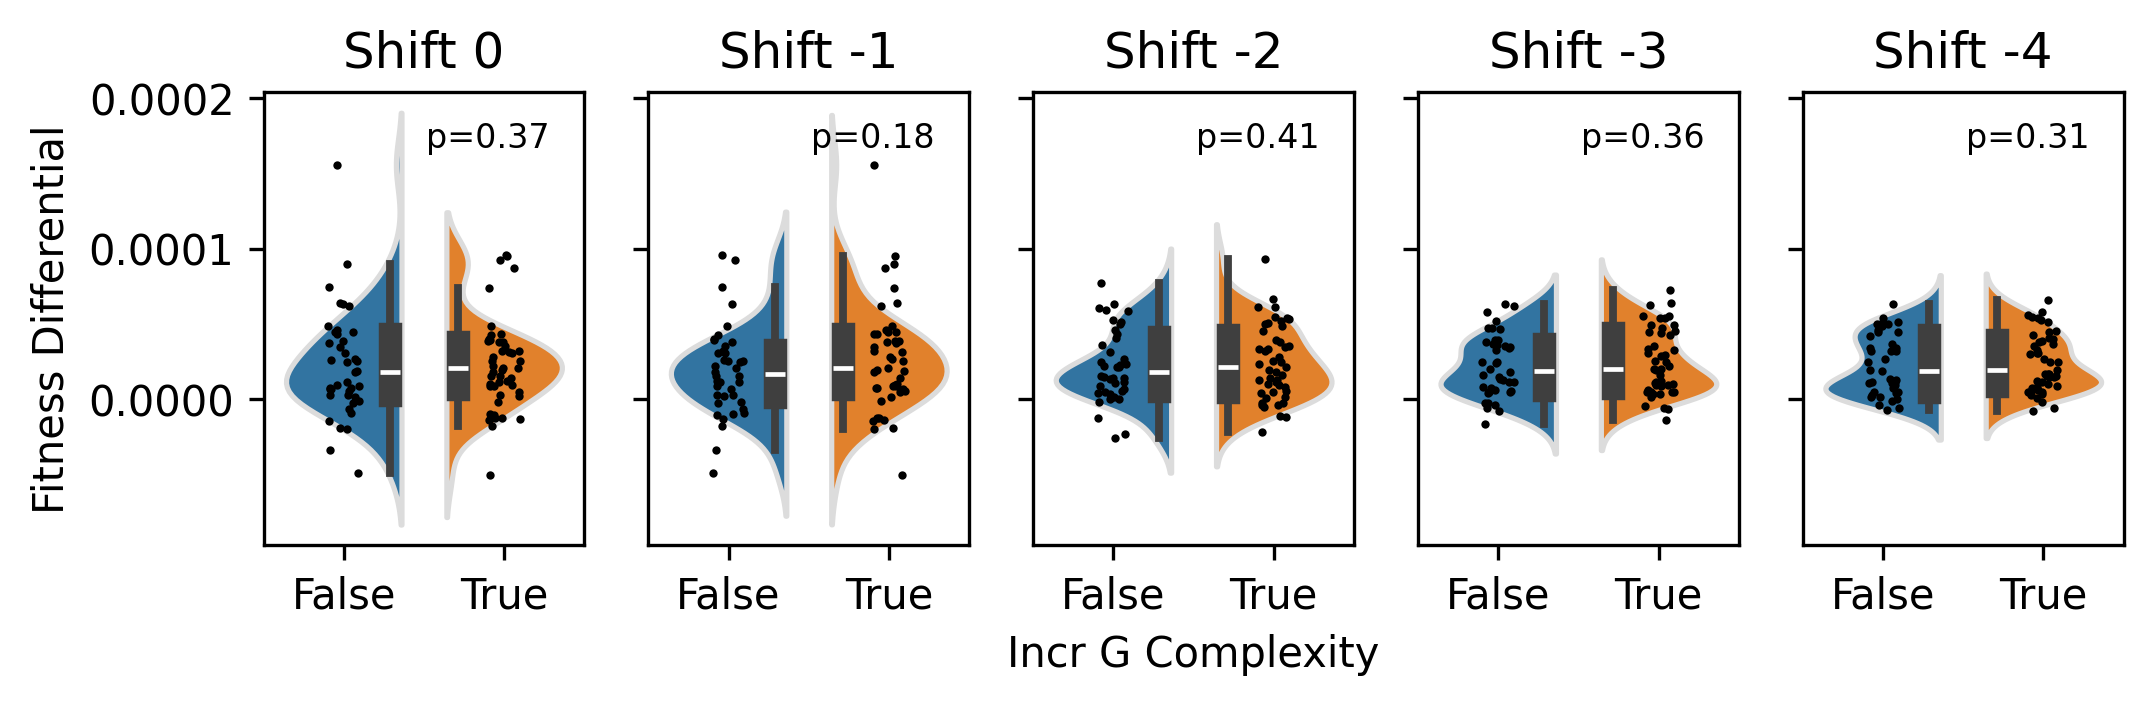 Shift 0 Shift -1 Shift -2 Shift -3 Shift -4
0.0002
p=0.37 p=0.18 p=0.41 p=0.36 p=0.31
0.0001
0.0000
Fitness Differential
False True False True False True False True False True
Incr G Complexity